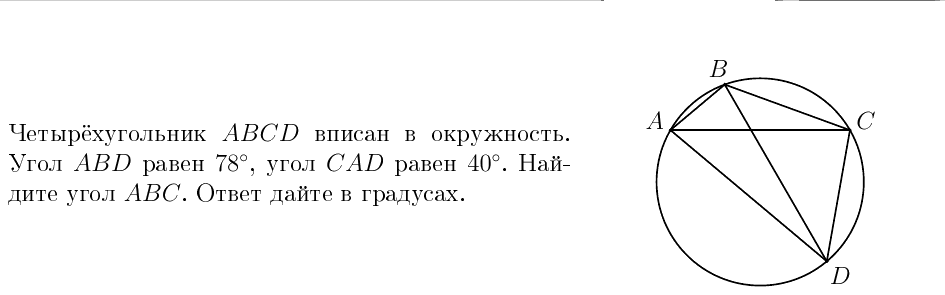 Четырёхугольник ABCD вписан в окружность.
Угол ABD равен 78°, угол CAD равен 40°. Най-
дите угол ABC. Ответ дайте в градусах.
B
A
C
D